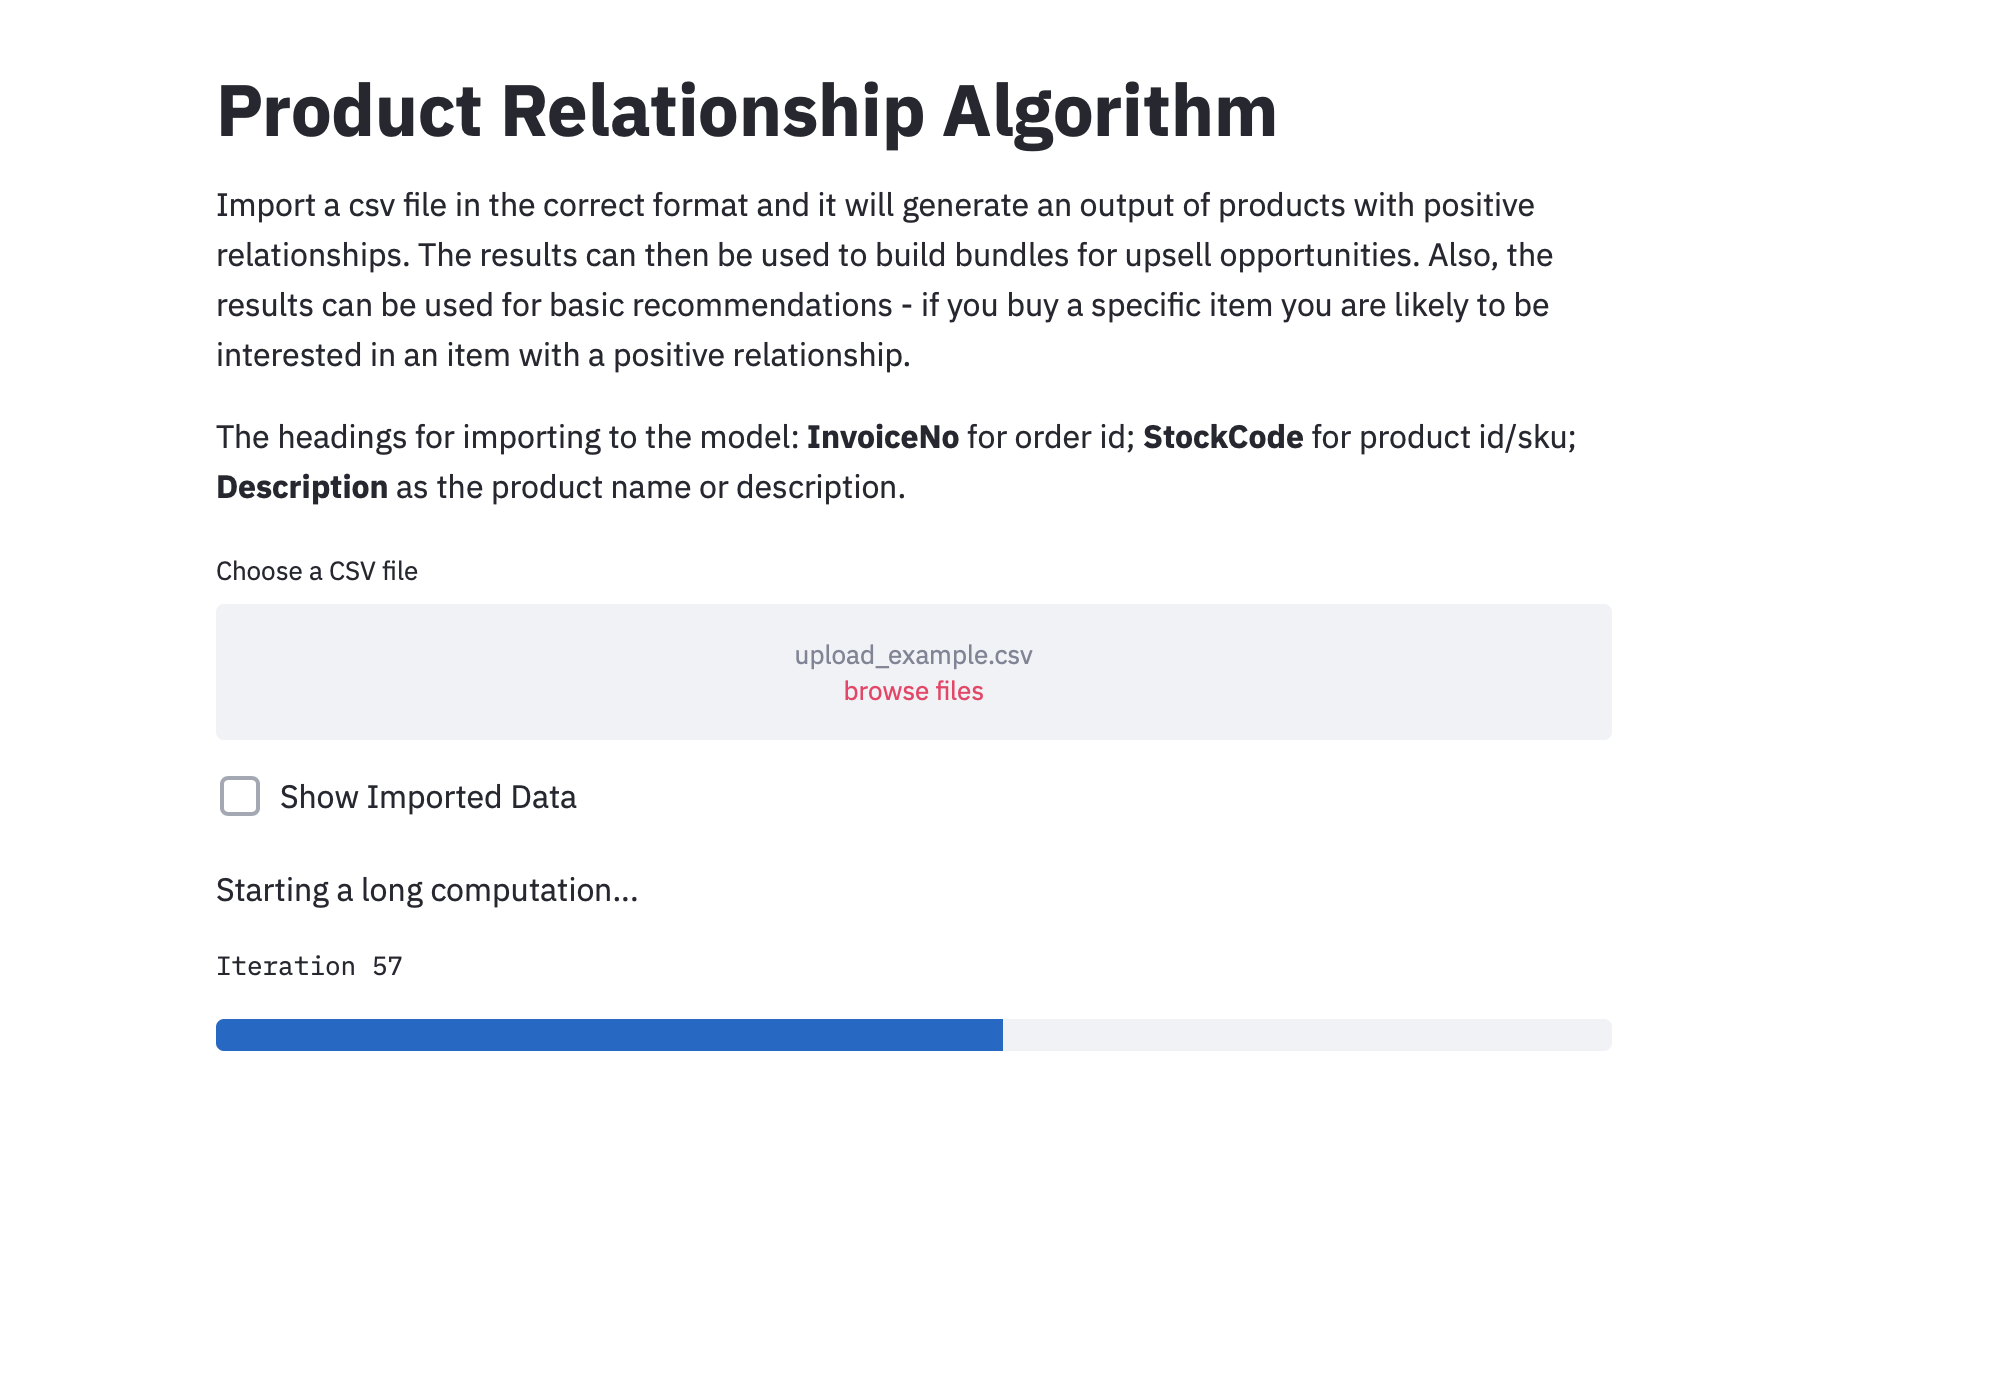 Product Relationship Algorithm
Import a csv file in the correct format and it will generate an output of products with positive
relationships. The results can then be used to build bundles for upsell opportunities. Also, the
results can be used for basic recommendations - if you buy a specific item you are likely to be
interested in an item with a positive relationship.
The headings for importing to the model: InvoiceNo for order id; StockCode for product id/sku;
Description as the product name or description.
Choose a CSV file
upload_example.csv
browse files
Show Imported Data
Starting a long computation...
Iteration 57